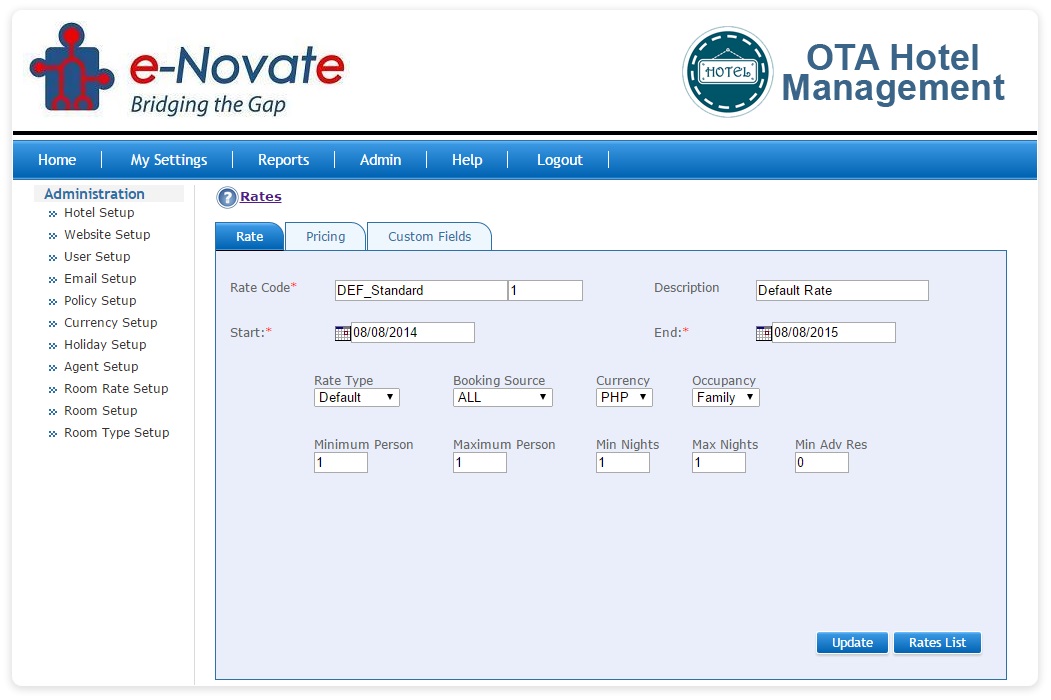 e-Novate
Bridging the Gap
HOTEL
OTA Hotel
Management
Home | My Settings | Reports | Admin | Help | Logout |
Administration
Hotel Setup
Website Setup
User Setup
Email Setup
Policy Setup
Currency Setup
Holiday Setup
Agent Setup
Room Rate Setup
Room Setup
Room Type Setup
? Rates
Rate Pricing Custom Fields
Rate Code* DEF_Standard 1 Description Default Rate
Start:* 08/08/2014 End:* 08/08/2015
Rate Type Booking Source Currency Occupancy
Default ALL PHP Family
Minimum Person Maximum Person Min Nights Max Nights Min Adv Res
1 1 1 1 0
Update Rates List